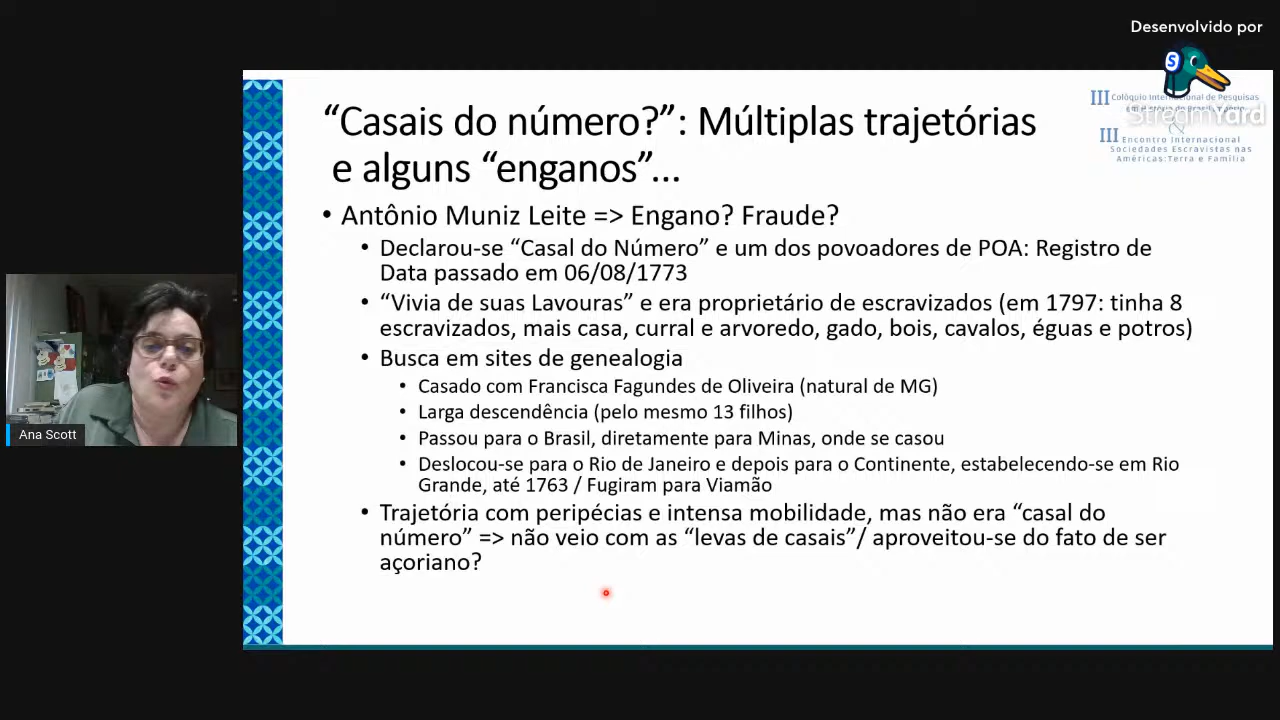 Desenvolvido por
S
StreamYard
III Colóquio Internacional de Pesquisas
&
III Encontro Internacional
Sociedades Escravistas nas
Américas: Terra e Família
“Casais do número?”: Múltiplas trajetórias
e alguns “enganos”...
• Antônio Muniz Leite => Engano? Fraude?
• Declarou-se “Casal do Número” e um dos povoadores de POA: Registro de
Data passado em 06/08/1773
• “Vivia de suas Lavouras” e era proprietário de escravizados (em 1797: tinha 8
escravizados, mais casa, curral e arvoredo, gado, bois, cavalos, éguas e potros)
• Busca em sites de genealogia
• Casado com Francisca Fagundes de Oliveira (natural de MG)
• Larga descendência (pelo mesmo 13 filhos)
• Passou para o Brasil, diretamente para Minas, onde se casou
• Deslocou-se para o Rio de Janeiro e depois para o Continente, estabelecendo-se em Rio
Grande, até 1763 / Fugiram para Viamão
• Trajetória com peripécias e intensa mobilidade, mas não era “casal do
número” => não veio com as “levas de casais”/ aproveitou-se do fato de ser
açoriano?
Ana Scott